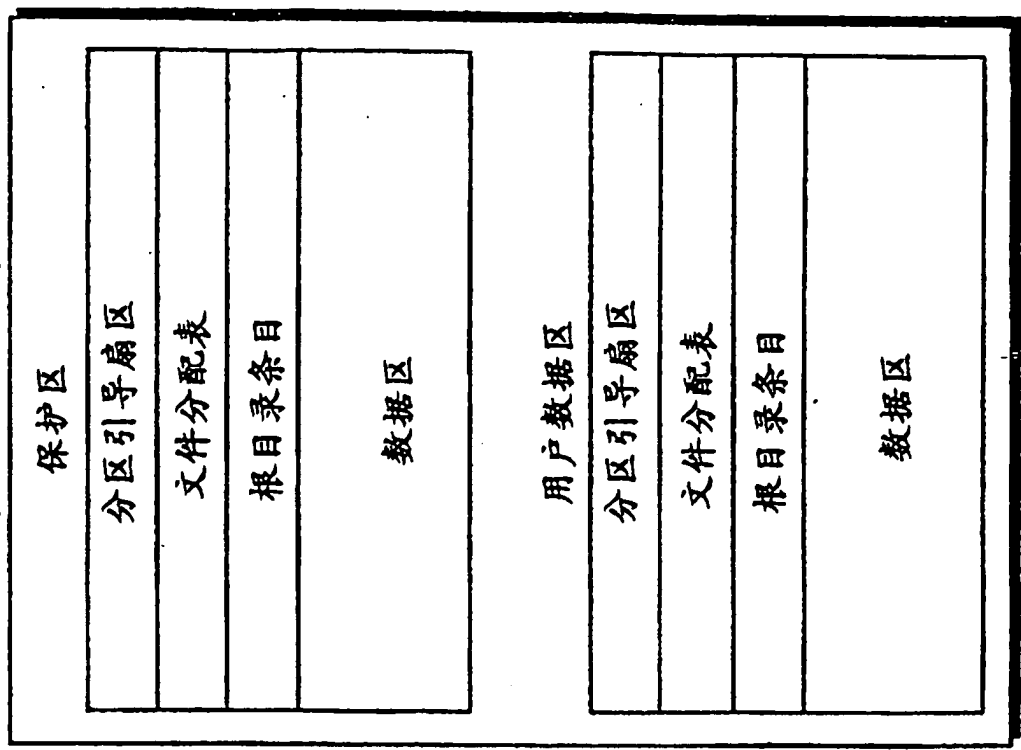 保护区
分区引导扇区
文件分配表
根目录条目
数据区
用户数据区
分区引导扇区
文件分配表
根目录条目
数据区